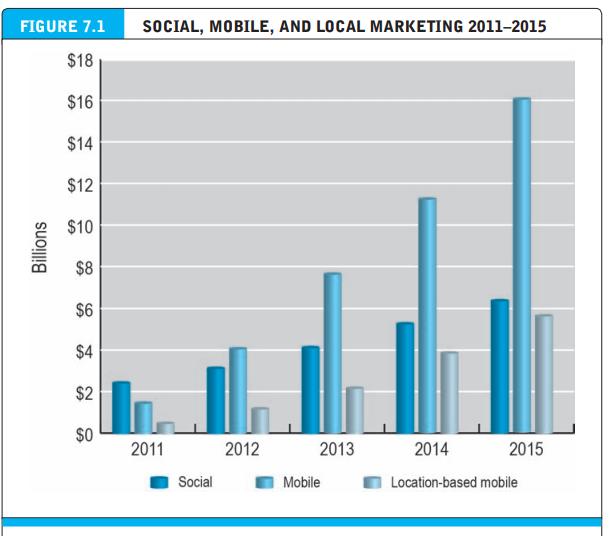 FIGURE 7.1 SOCIAL, MOBILE, AND LOCAL MARKETING 2011–2015
$18
$16
$14
$12
$10
$8
$6
$4
$2
$0
Billions
2011 2012 2013 2014 2015
Social Mobile Location-based mobile